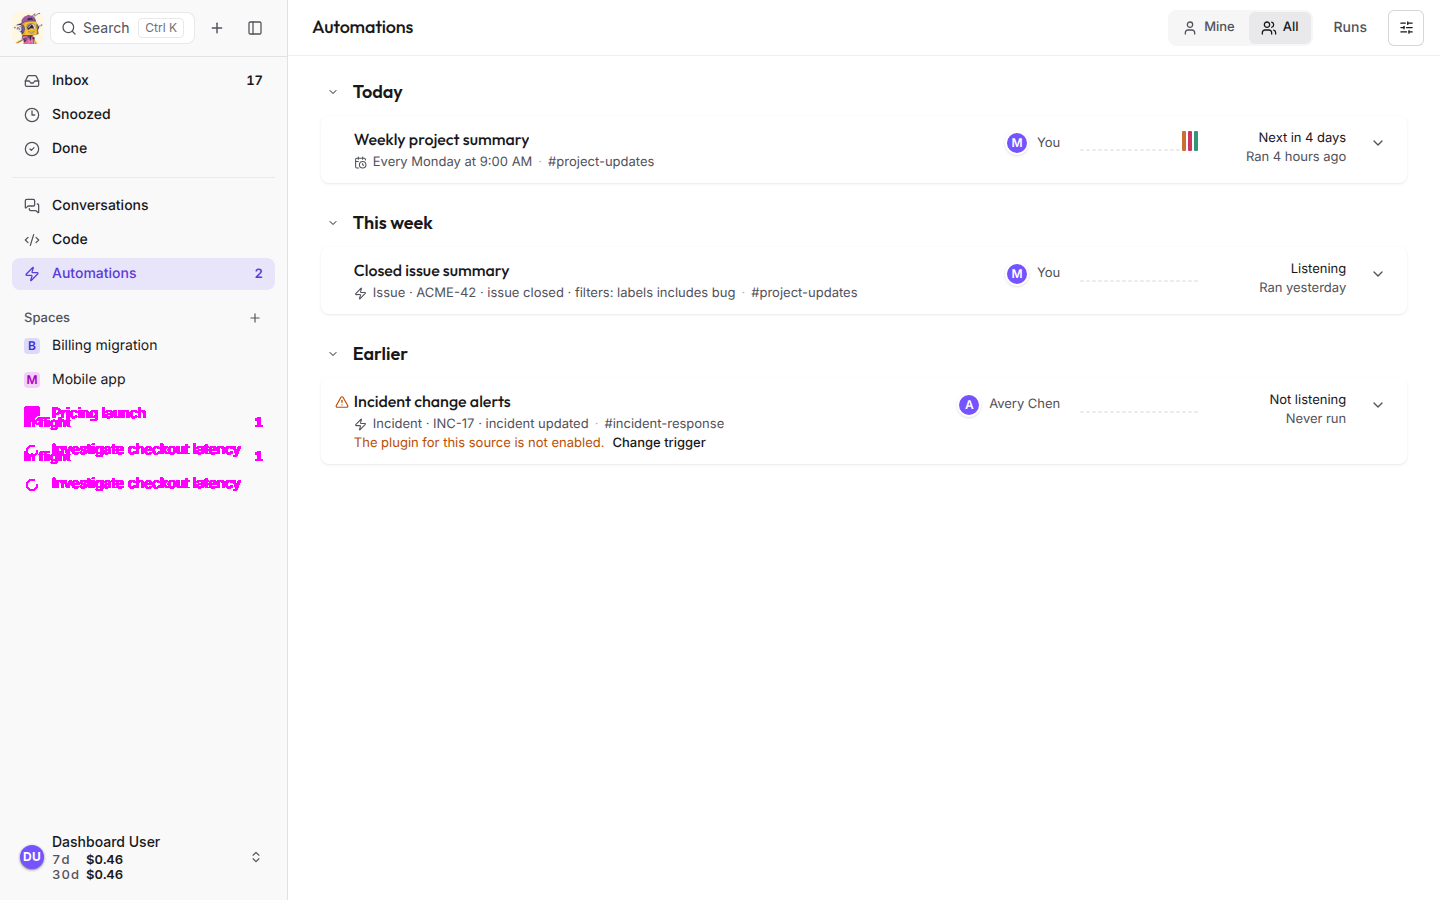 Search Ctrl K
Automations
Mine All Runs
Inbox 17
Snoozed
Done
Conversations
Code
Automations 2
Spaces
B Billing migration
M Mobile app
Pricing launch
In flight 1
Investigate checkout latency
In flight 1
Investigate checkout latency
DU Dashboard User
7d $0.46
30d $0.46
Today
Weekly project summary
Every Monday at 9:00 AM · #project-updates
M You
Next in 4 days
Ran 4 hours ago
This week
Closed issue summary
Issue · ACME-42 · issue closed · filters: labels includes bug · #project-updates
M You
Listening
Ran yesterday
Earlier
Incident change alerts
Incident · INC-17 · incident updated · #incident-response
The plugin for this source is not enabled. Change trigger
A Avery Chen
Not listening
Never run